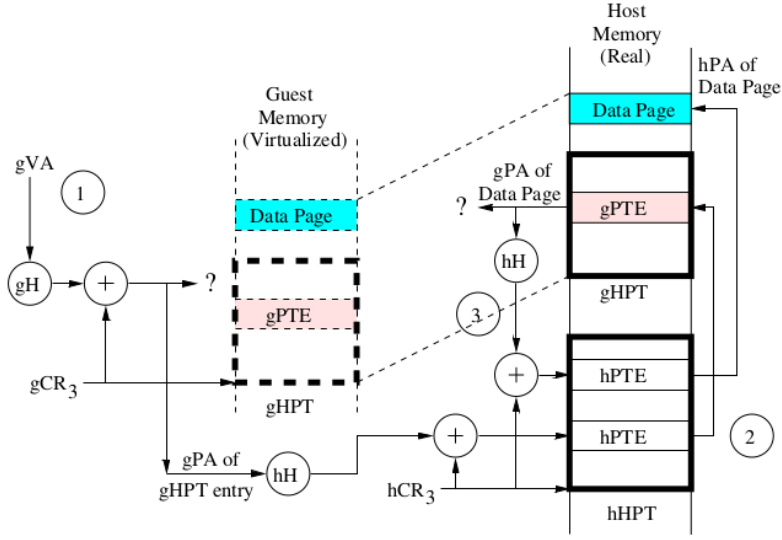 Host
Memory
(Real)
hPA of
Data Page
Data Page
Guest
Memory
(Virtualized)
gVA
1
gPA of
Data Page
?
gPTE
Data Page
hH
gH
+
?
gHPT
gPTE
3
gCR3
gHPT
+
hPTE
+
hPTE
2
gPA of
gHPT entry
hH
hCR3
hHPT